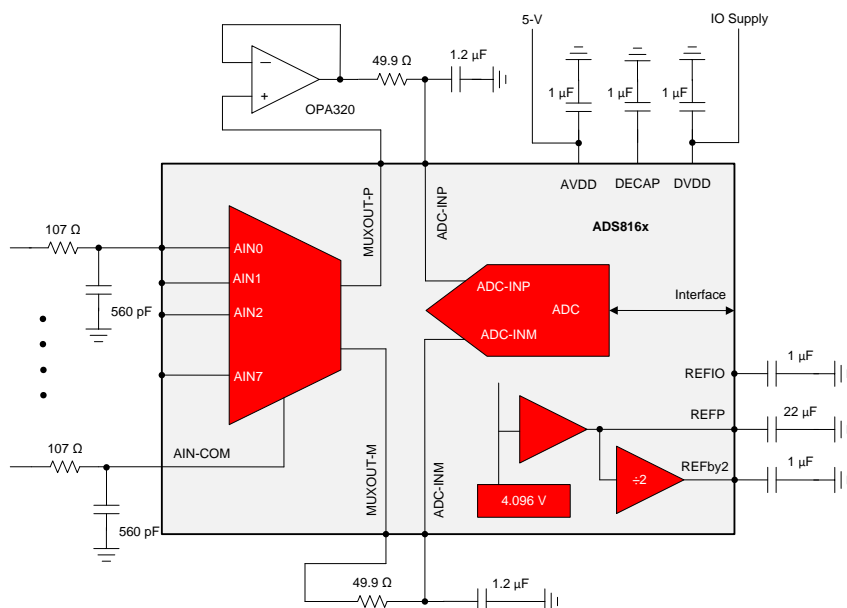 5-V
IO Supply
49.9 Ω
1.2 µF
−
+
OPA320
1 µF
1 µF
1 µF
AVDD
DECAP
DVDD
MUXOUT-P
ADC-INP
ADS816x
107 Ω
560 pF
AIN0
AIN1
AIN2
AIN7
ADC-INP
ADC
ADC-INM
Interface
REFIO
1 µF
REFP
22 µF
REFby2
1 µF
÷2
4.096 V
107 Ω
AIN-COM
560 pF
MUXOUT-M
ADC-INM
49.9 Ω
1.2 µF